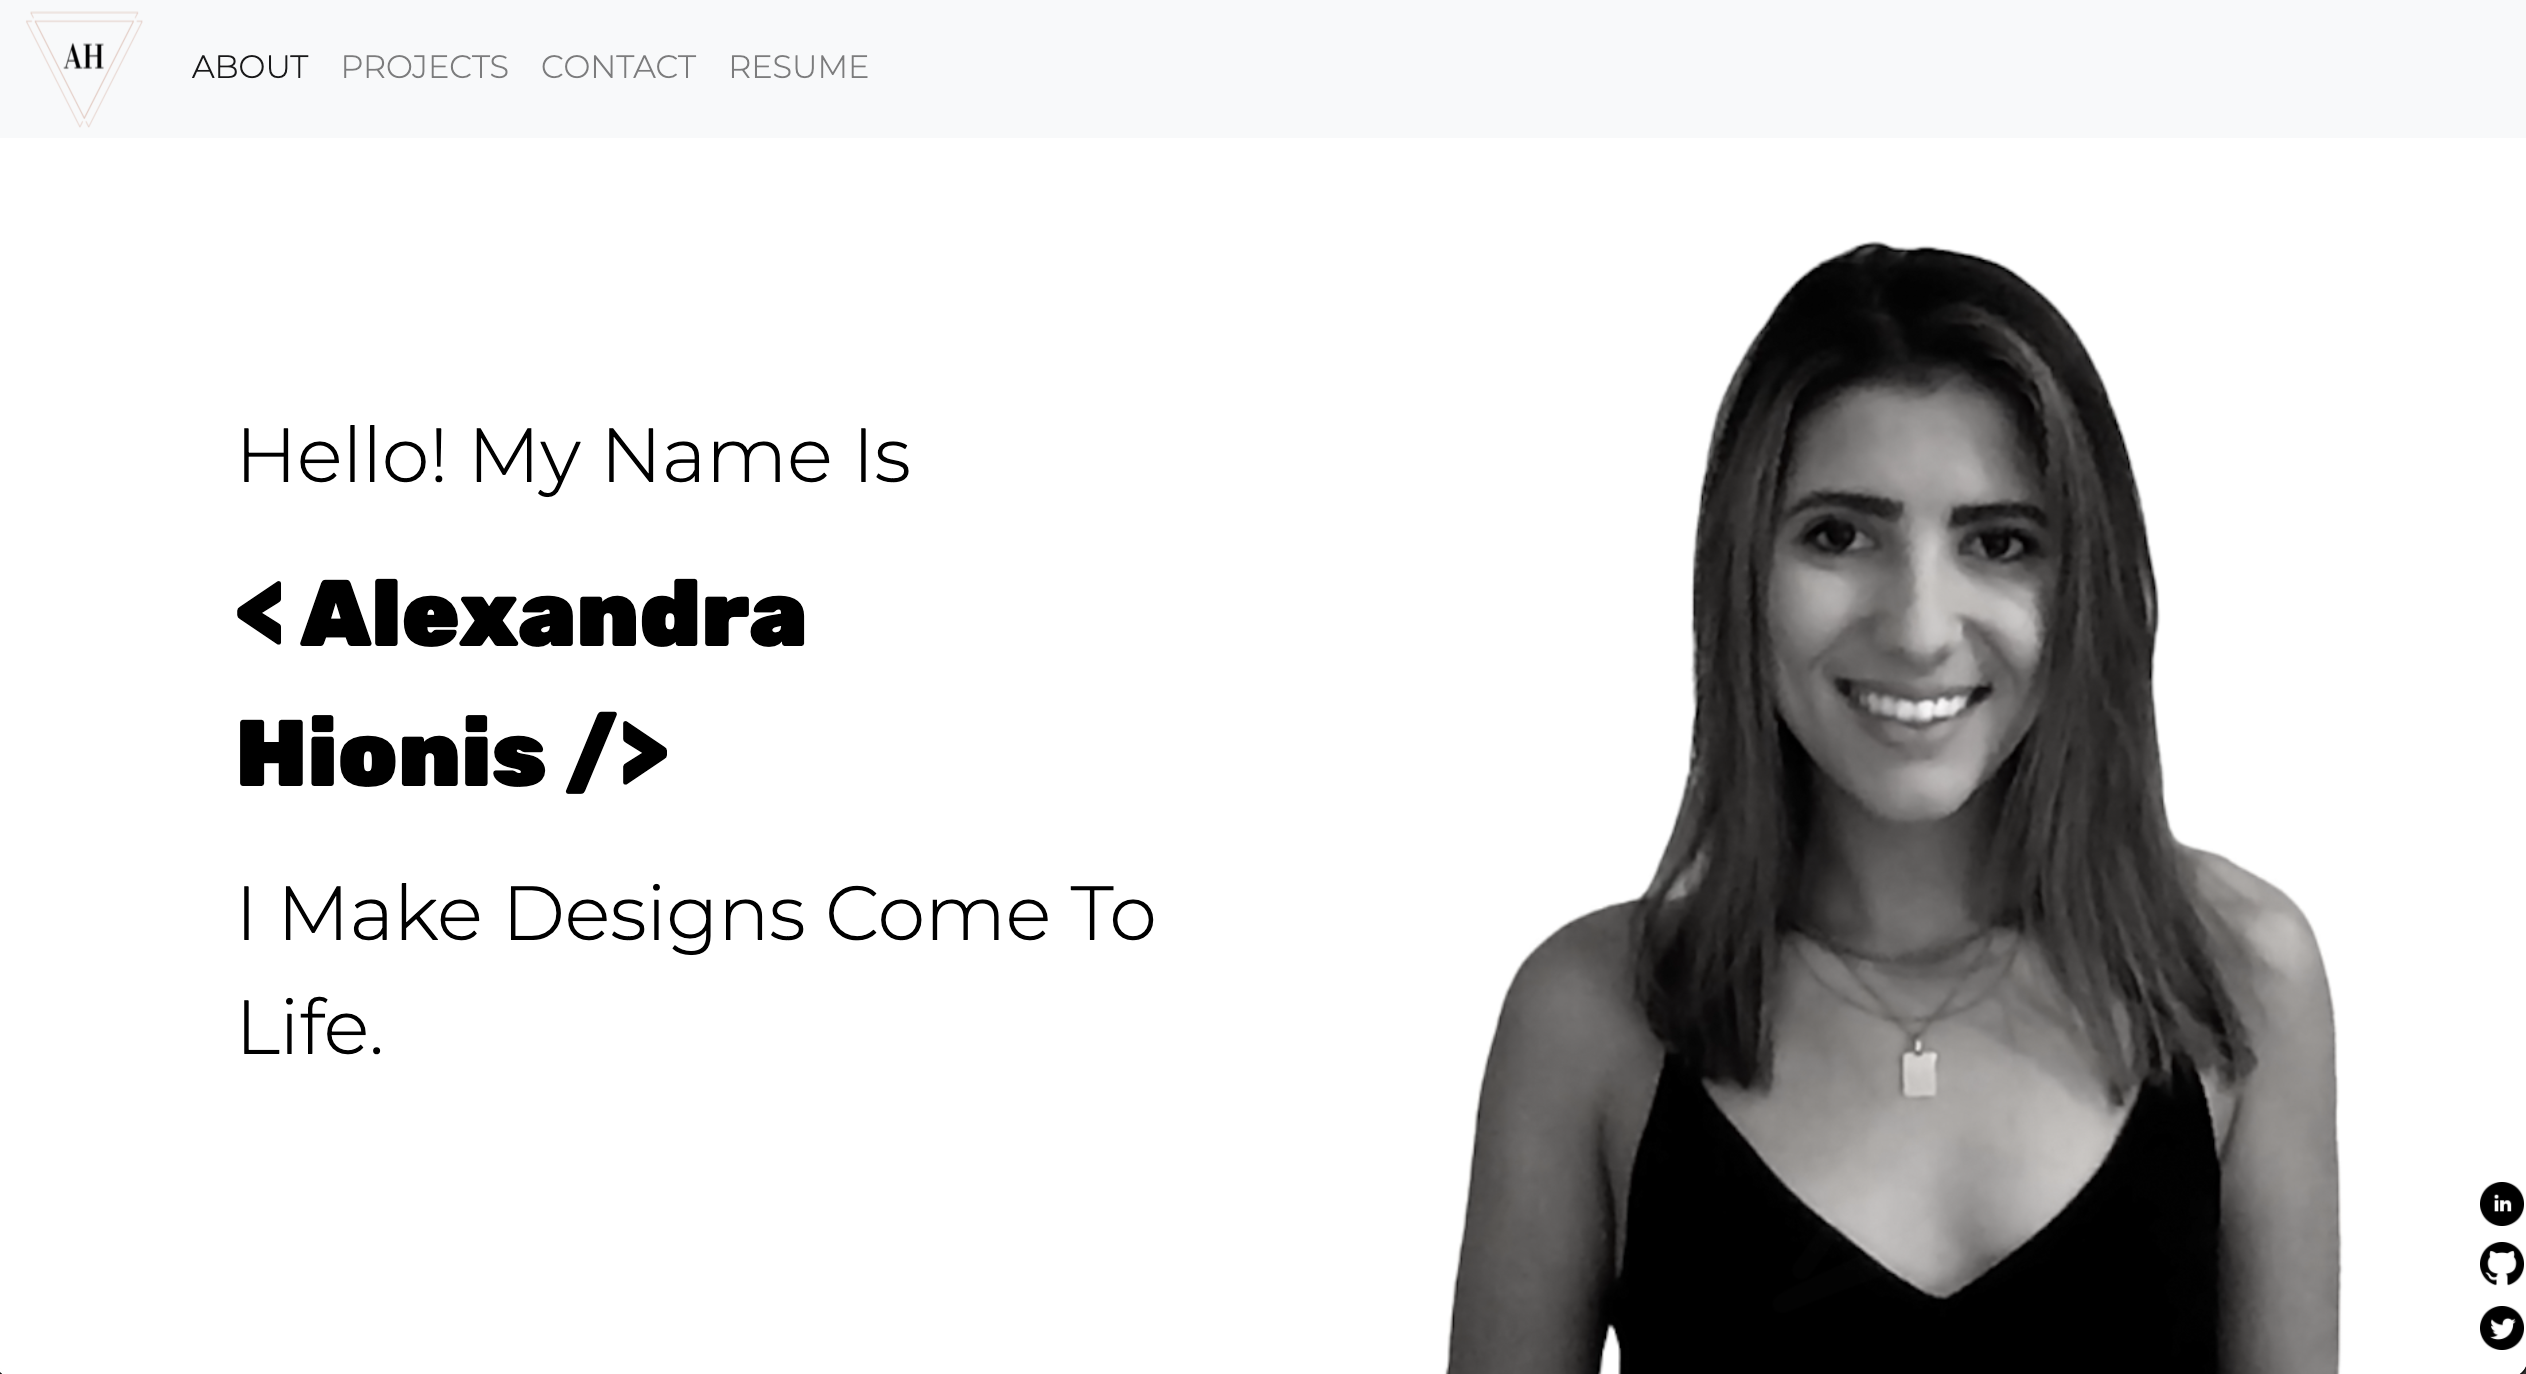 AH
ABOUT PROJECTS CONTACT RESUME
Hello! My Name Is
< Alexandra
Hionis />
I Make Designs Come To
Life.
in